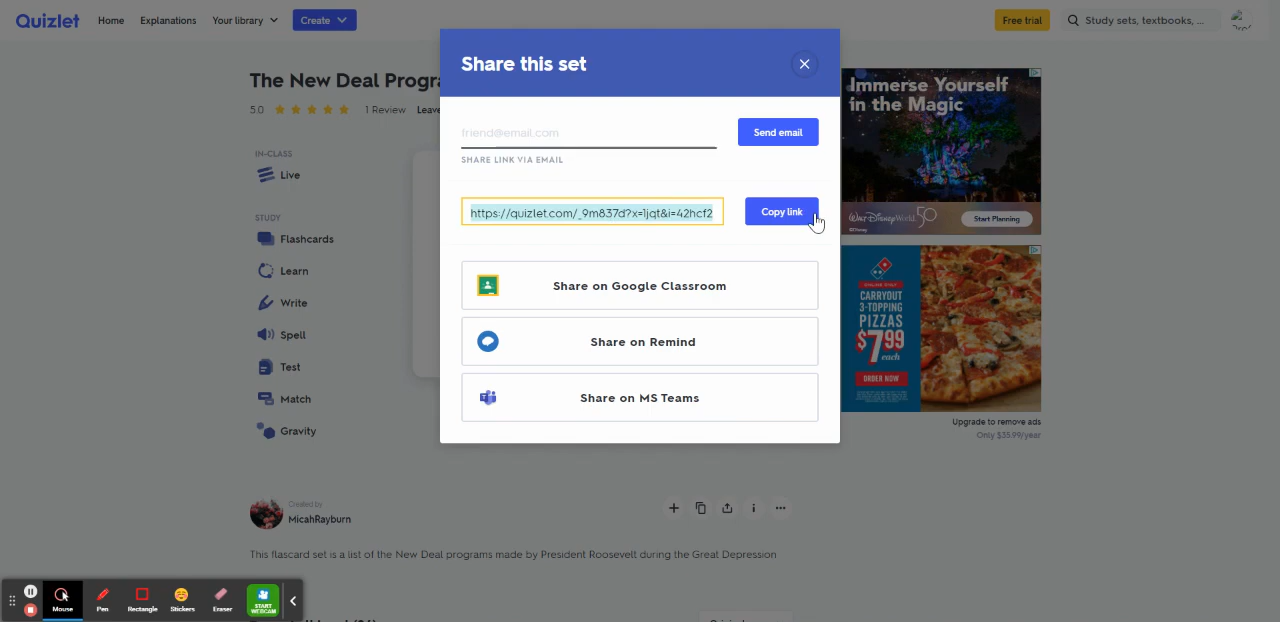 Quizlet
Home
Explanations
Your library
Create
Free trial
Study sets, textbooks, ...
Share this set
The New Deal Progra
5.0
1 Review
Leave
IN-CLASS
Live
STUDY
Flashcards
Learn
Write
Spell
Test
Match
Gravity
friend@email.com
Send email
SHARE LINK VIA EMAIL
https://quizlet.com/_9m837d?x=1jqt&i=42hcf2
Copy link
Share on Google Classroom
Share on Remind
Share on MS Teams
Immerse Yourself
in the Magic
Walt Disney World
50
Start Planning
CARRYOUT
3-TOPPING
PIZZAS
$7.99
each
ORDER NOW
Upgrade to remove ads
Only $35.99/year
Created by
MicahRayburn
This flascard set is a list of the New Deal programs made by President Roosevelt during the Great Depression
Mouse
Pen
Rectangle
Stickers
Eraser
START
WEBCAM